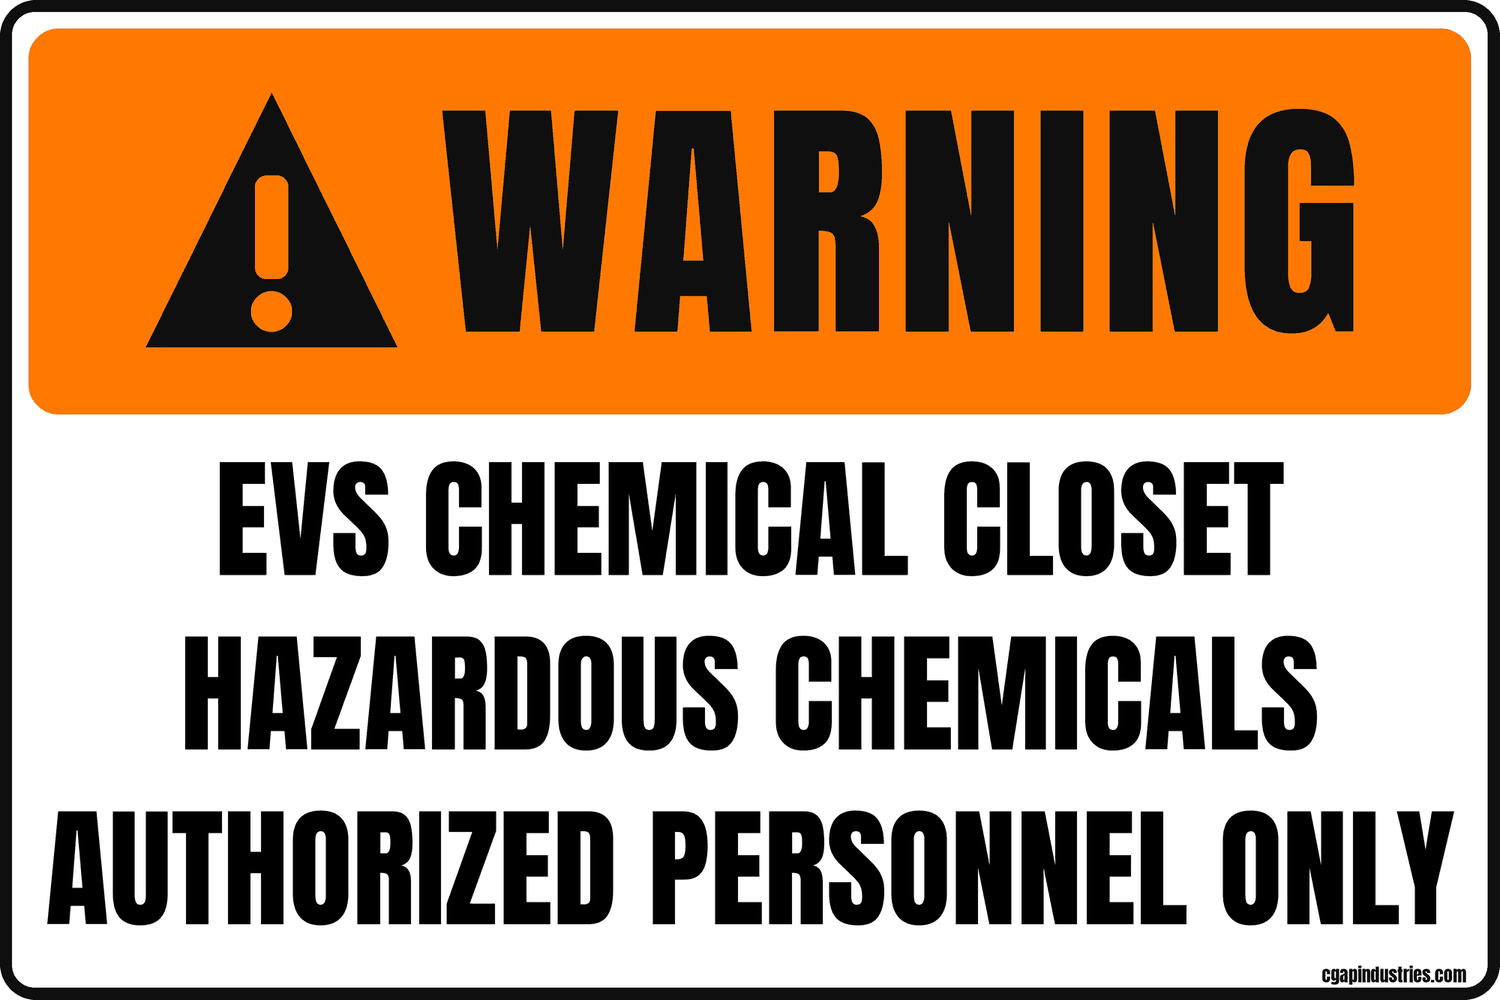 WARNING
EVS CHEMICAL CLOSET
HAZARDOUS CHEMICALS
AUTHORIZED PERSONNEL ONLY
cgapindustries.com